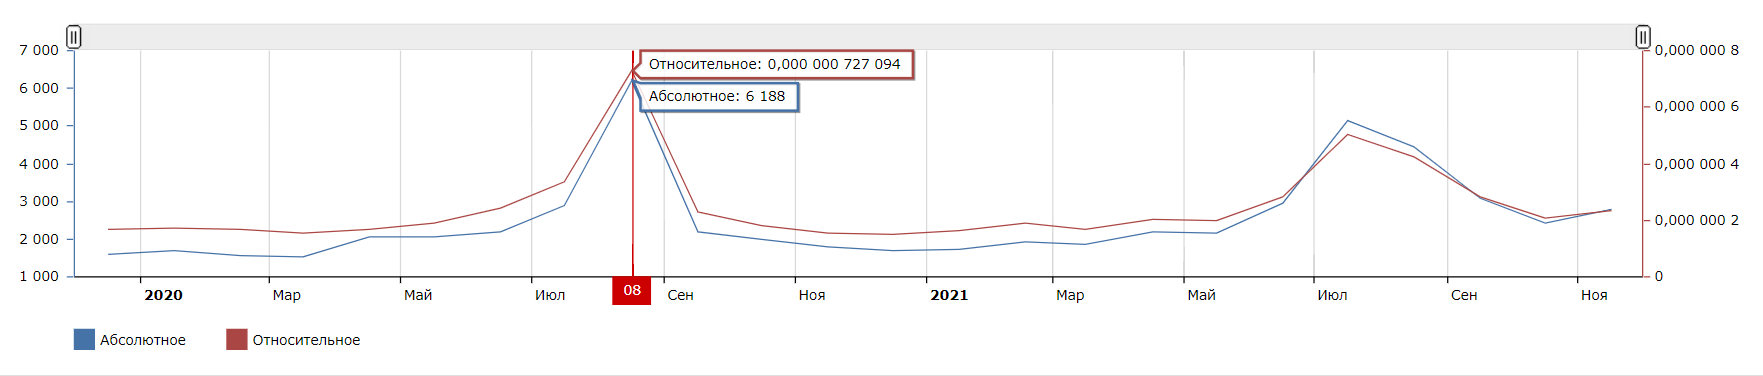 7 000
0,000 000 8
Относительное: 0,000 000 727 094
6 000
Абсолютное: 6 188
0,000 000 6
5 000
4 000
0,000 000 4
3 000
2 000
0,000 000 2
1 000
0
2020 Мар Май Июл 08 Сен Ноя 2021 Мар Май Июл Сен Ноя
Абсолютное Относительное